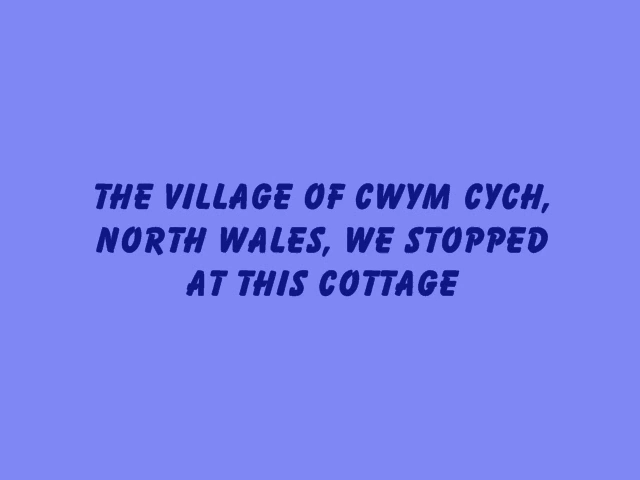 THE VILLAGE OF CWYM CYCH,
NORTH WALES, WE STOPPED
AT THIS COTTAGE